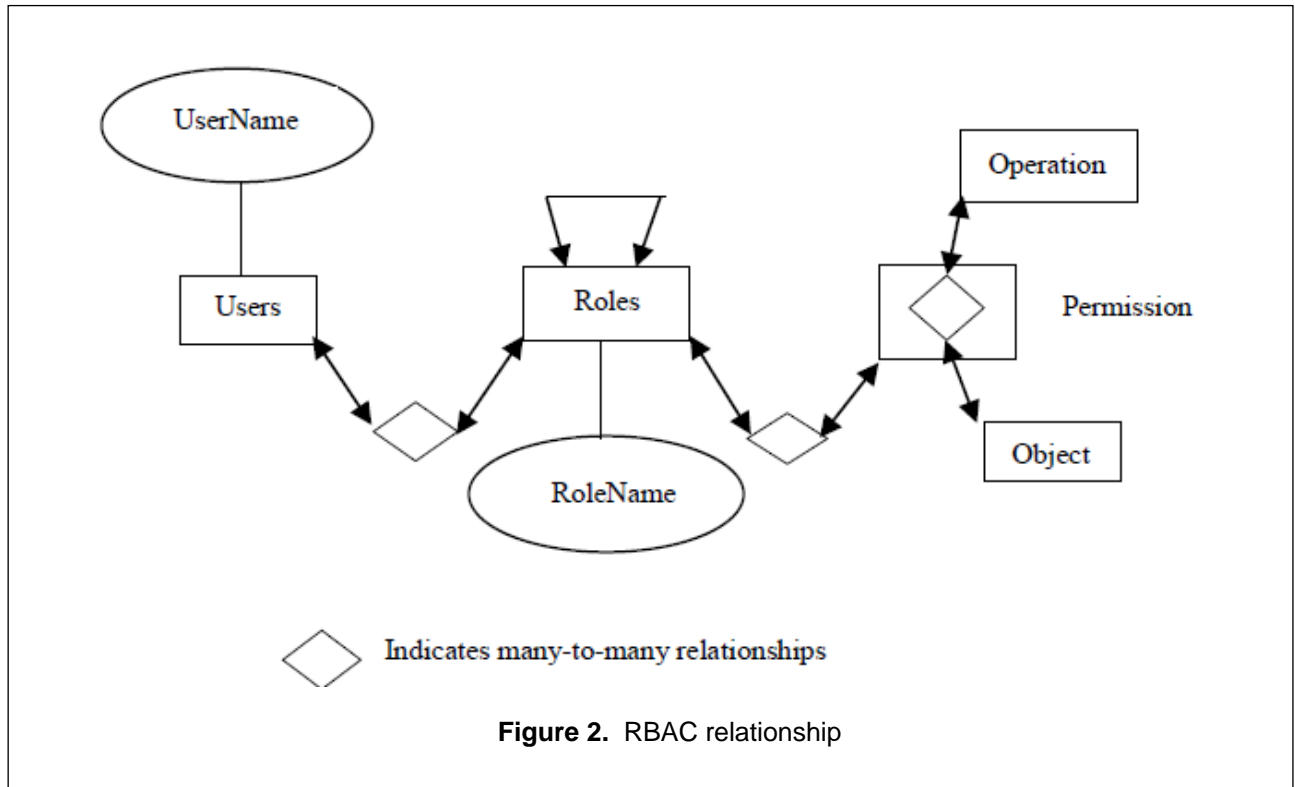 UserName
Operation
Users
Roles
Permission
Object
RoleName
Indicates many-to-many relationships
Figure 2. RBAC relationship